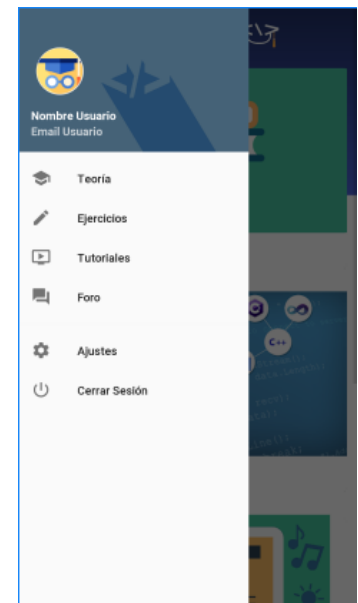 Nombre Usuario
Email Usuario
Teoría
Ejercicios
Tutoriales
Foro
Ajustes
Cerrar Sesión
C++